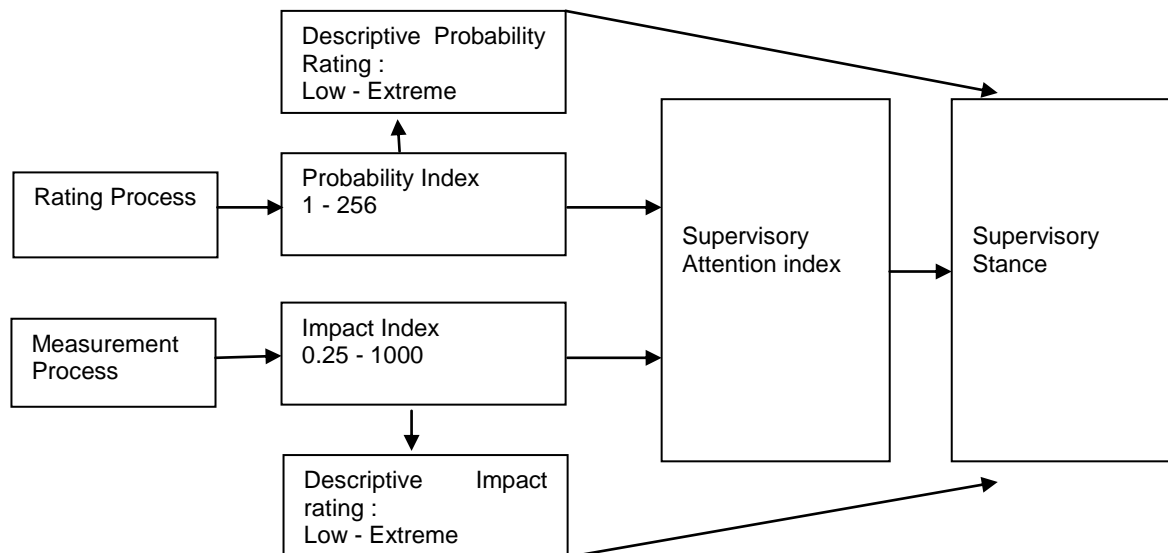 Descriptive Probability
Rating :
Low - Extreme
Rating Process
Probability Index
1 - 256
Supervisory
Attention index
Supervisory
Stance
Measurement
Process
Impact Index
0.25 - 1000
Descriptive Impact
rating :
Low - Extreme